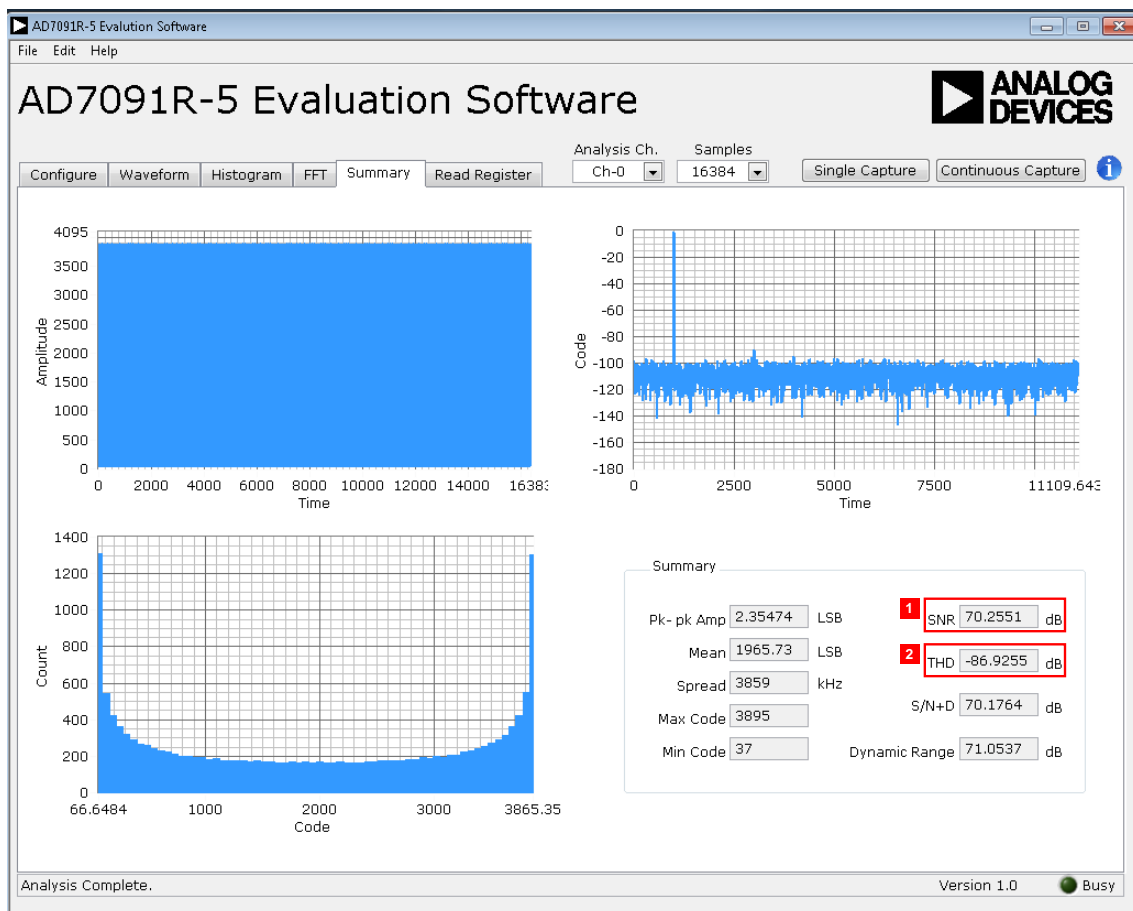 AD7091R-5 Evalution Software
File Edit Help
AD7091R-5 Evaluation Software
ANALOG
DEVICES
Analysis Ch. Samples
Configure Waveform Histogram FFT Summary Read Register Ch-0 16384 Single Capture Continuous Capture i
4095
3500
3000
2500
2000
1500
1000
500
0
Amplitude
0 2000 4000 6000 8000 10000 12000 14000 16383
Time
0
-20
-40
-60
-80
-100
-120
-140
-160
-180
Code
0 2500 5000 7500 11109.643
Time
1400
1200
1000
800
600
400
200
0
Count
66.6484 1000 2000 3000 3865.35
Code
Summary
Pk- pk Amp 2.35474 LSB
Mean 1965.73 LSB
Spread 3859 kHz
Max Code 3895
Min Code 37
1 SNR 70.2551 dB
2 THD -86.9255 dB
S/N+D 70.1764 dB
Dynamic Range 71.0537 dB
Analysis Complete. Version 1.0 Busy